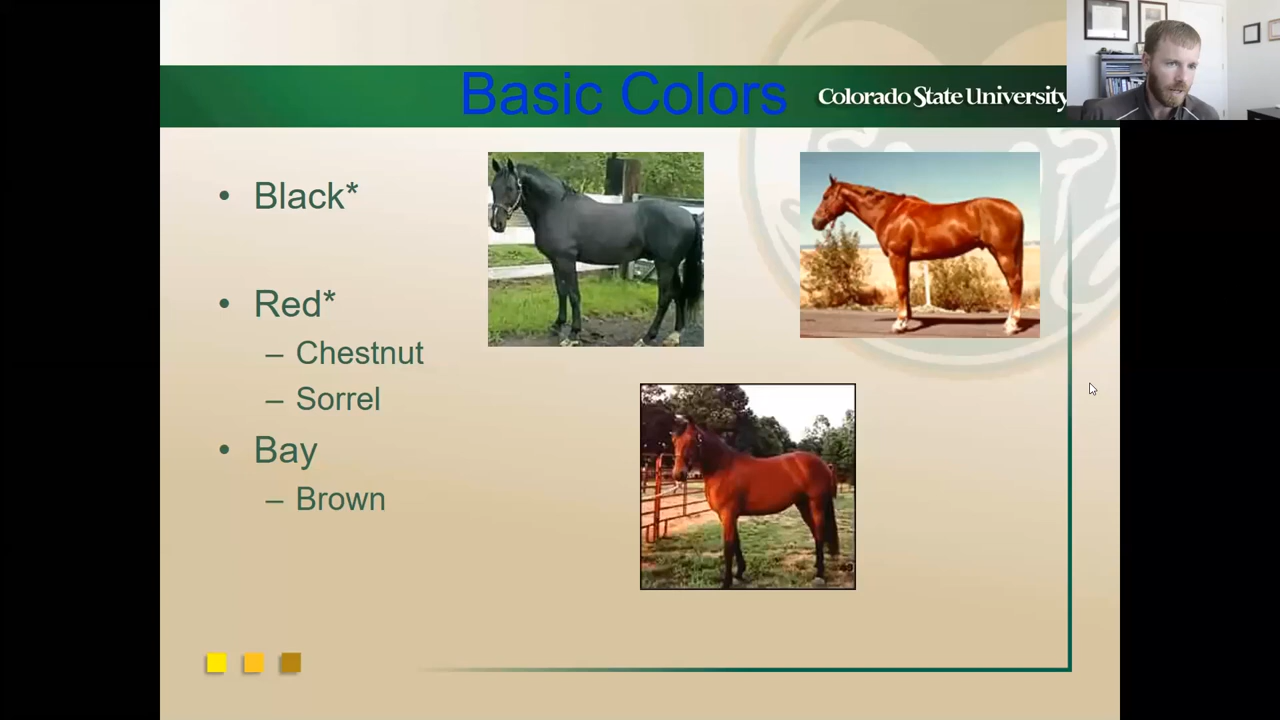 Basic Colors
Colorado State University
• Black*
• Red*
– Chestnut
– Sorrel
• Bay
– Brown